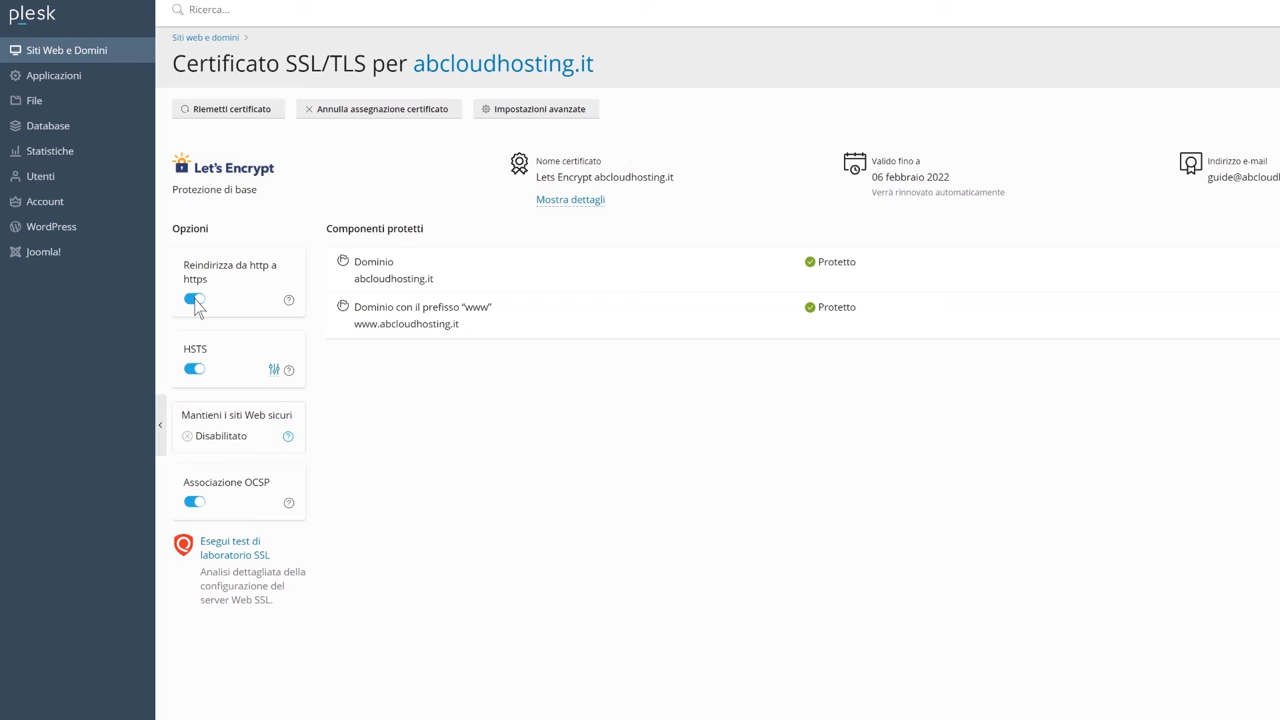 plesk
Ricerca...
Siti Web e Domini
Applicazioni
File
Database
Statistiche
Utenti
Account
WordPress
Joomla!
Siti web e domini >
Certificato SSL/TLS per abcloudhosting.it
Riemetti certificato
Annulla assegnazione certificato
Impostazioni avanzate
Let's Encrypt
Protezione di base
Nome certificato
Lets Encrypt abcloudhosting.it
Mostra dettagli
Valido fino a
06 febbraio 2022
Verrà rinnovato automaticamente
Indirizzo e-mail
guide@abcloud
Opzioni
Reindirizza da http a
https
HSTS
Mantieni i siti Web sicuri
Disabilitato
Associazione OCSP
Esegui test di
laboratorio SSL
Analisi dettagliata della
configurazione del
server Web SSL.
Componenti protetti
Dominio
abcloudhosting.it
Protetto
Dominio con il prefisso “www”
www.abcloudhosting.it
Protetto